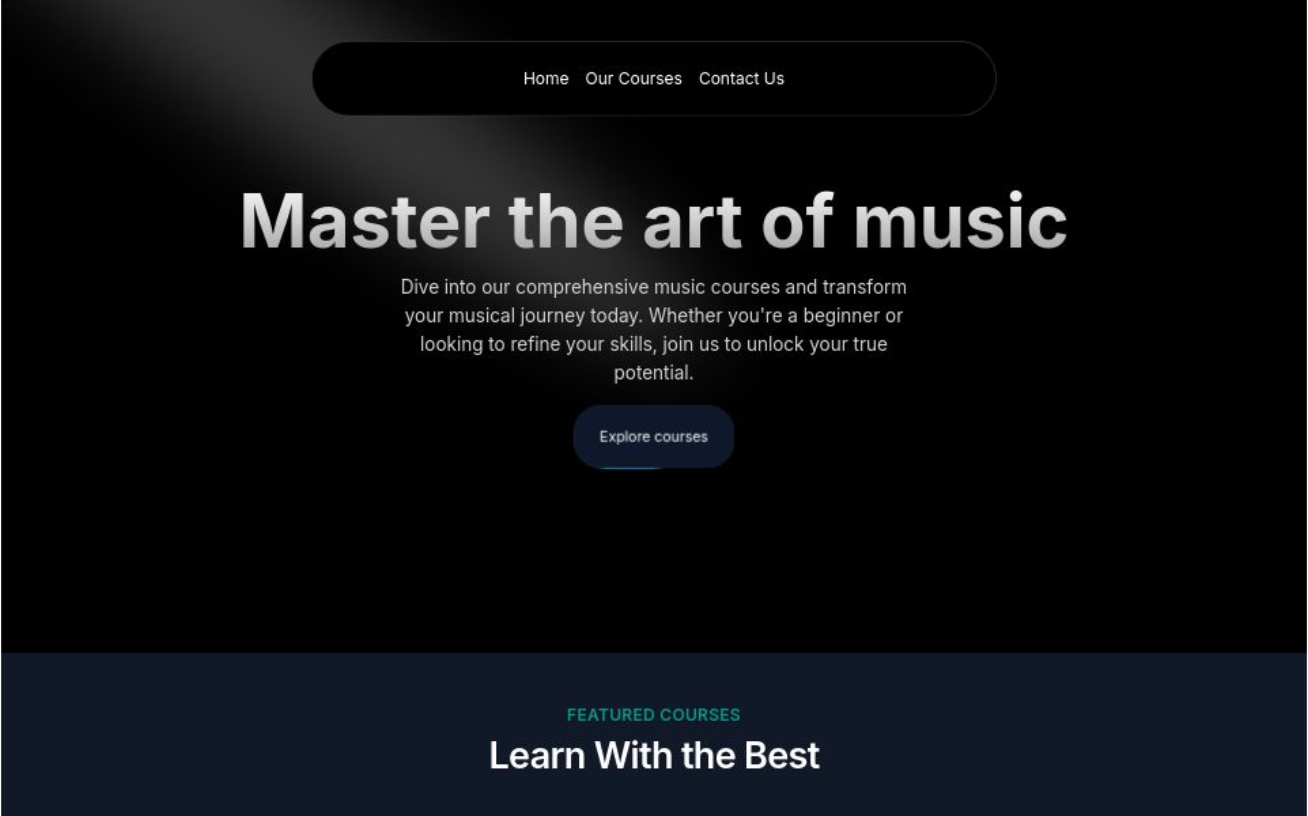 Home Our Courses Contact Us
Master the art of music
Dive into our comprehensive music courses and transform
your musical journey today. Whether you're a beginner or
looking to refine your skills, join us to unlock your true
potential.
Explore courses
FEATURED COURSES
Learn With the Best